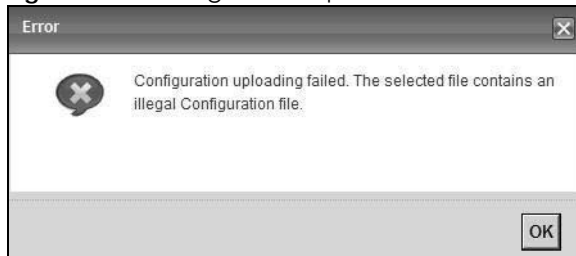 Error
Configuration uploading failed. The selected file contains an
illegal Configuration file.
OK